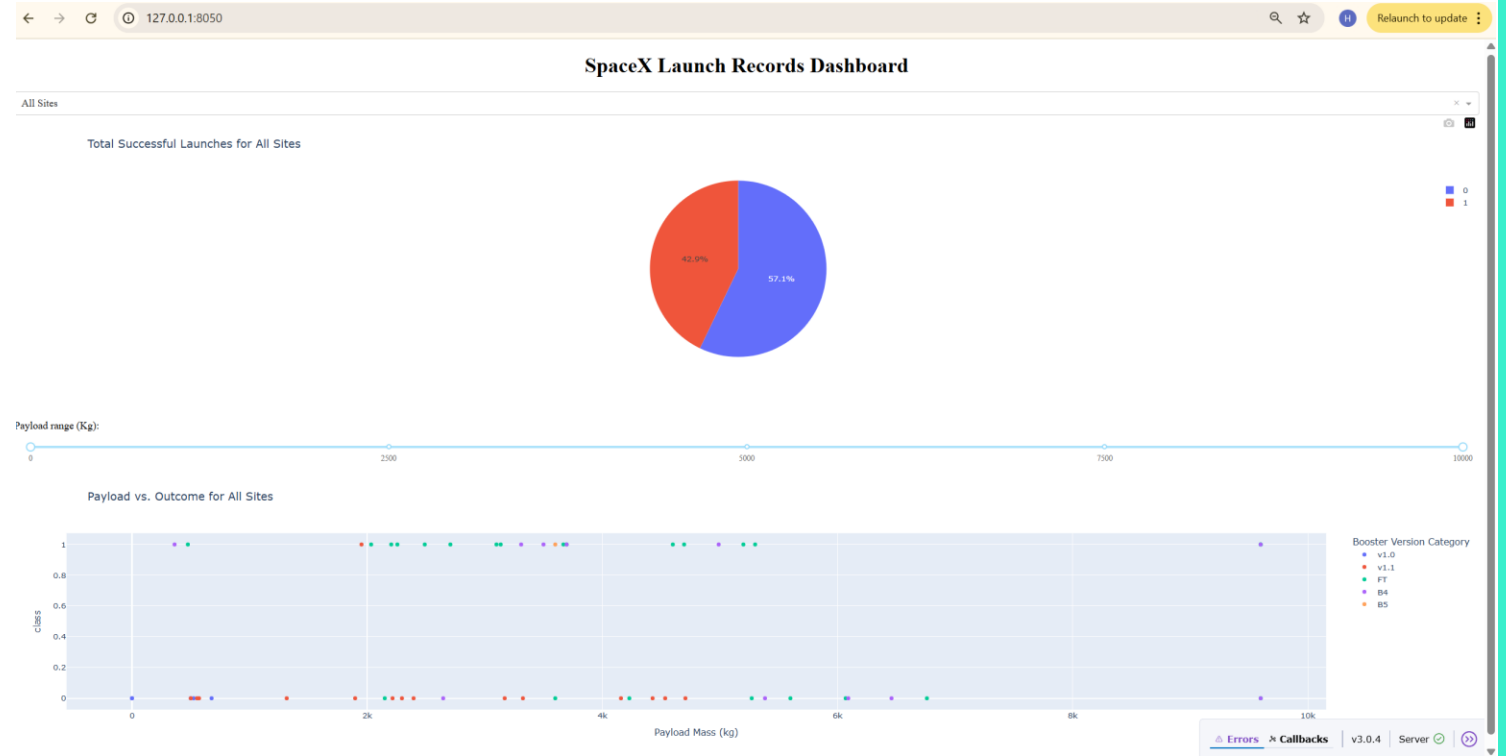 127.0.0.1:8050
H
Relaunch to update
SpaceX Launch Records Dashboard
All Sites
Total Successful Launches for All Sites
0
1
42.9%
57.1%
Payload range (Kg):
0 2500 5000 7500 10000
Payload vs. Outcome for All Sites
Booster Version Category
v1.0
v1.1
FT
B4
B5
1
0.8
0.6
0.4
0.2
0
class
0 2k 4k 6k 8k 10k
Payload Mass (kg)
Errors Callbacks v3.0.4 Server